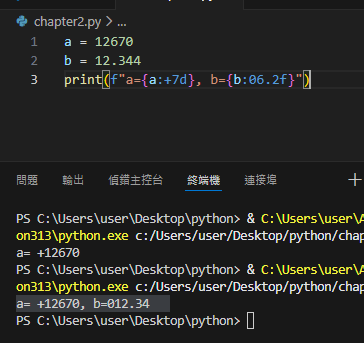 chapter2.py > ...
1 a = 12670
2 b = 12.344
3 print(f"a={a:+7d}, b={b:06.2f}")
問題 輸出 偵錯主控台 終端機 連接埠
PS C:\Users\user\Desktop\python> & C:\Users\user\A
on313\python.exe c:/Users/user/Desktop/python/chap
a= +12670
PS C:\Users\user\Desktop\python> & C:\Users\user\A
on313\python.exe c:/Users/user/Desktop/python/chap
a= +12670, b=012.34
PS C:\Users\user\Desktop\python>